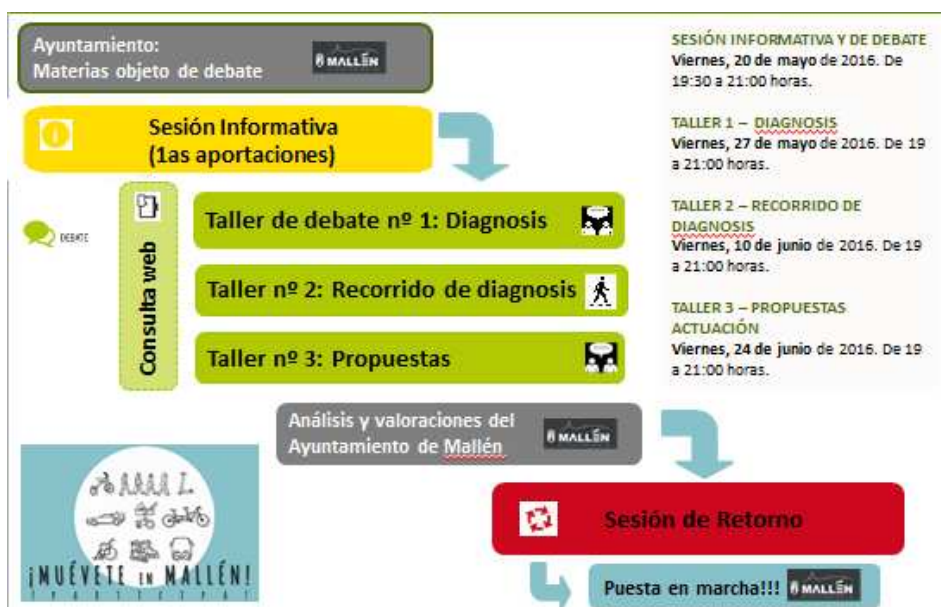 Ayuntamiento:
Materias objeto de debate
MALLÉN
Sesión Informativa
(1as aportaciones)
DEBATE
Consulta web
Taller de debate nº 1: Diagnosis
Taller nº 2: Recorrido de diagnosis
Taller nº 3: Propuestas
Análisis y valoraciones del
Ayuntamiento de Mallén
MALLÉN
Sesión de Retorno
Puesta en marcha!!!
MALLÉN
¡MUÉVETE EN MALLÉN!
¡PARTICIPA!
SESIÓN INFORMATIVA Y DE DEBATE
Viernes, 20 de mayo de 2016. De
19:30 a 21:00 horas.
TALLER 1 – DIAGNOSIS
Viernes, 27 de mayo de 2016. De 19
a 21:00 horas.
TALLER 2 – RECORRIDO DE
DIAGNOSIS
Viernes, 10 de junio de 2016. De 19
a 21:00 horas.
TALLER 3 – PROPUESTAS
ACTUACIÓN
Viernes, 24 de junio de 2016. De 19
a 21:00 horas.